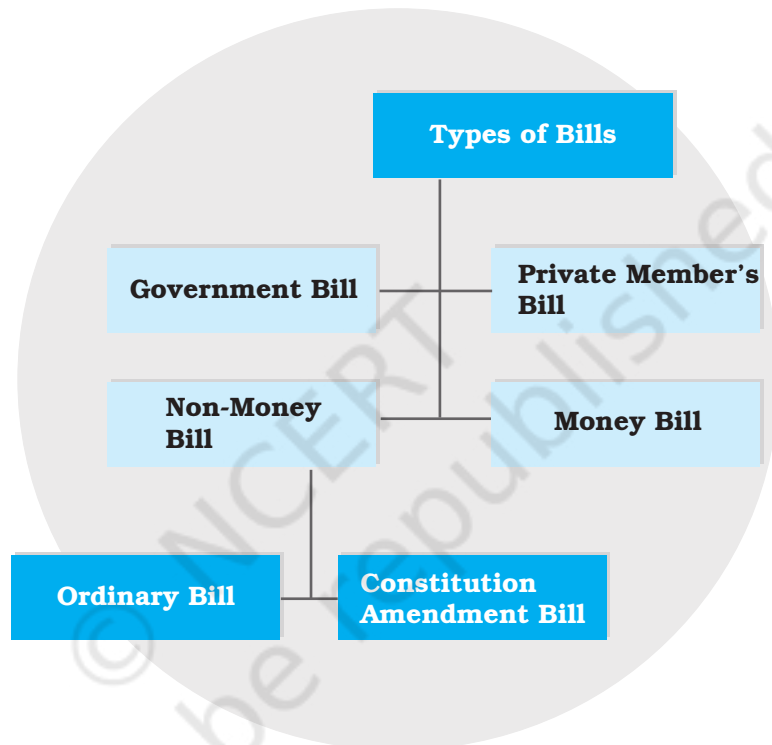 Types of Bills
Government Bill
Private Member's
Bill
Non-Money
Bill
Money Bill
Ordinary Bill
Constitution
Amendment Bill
© NCERT
be republished